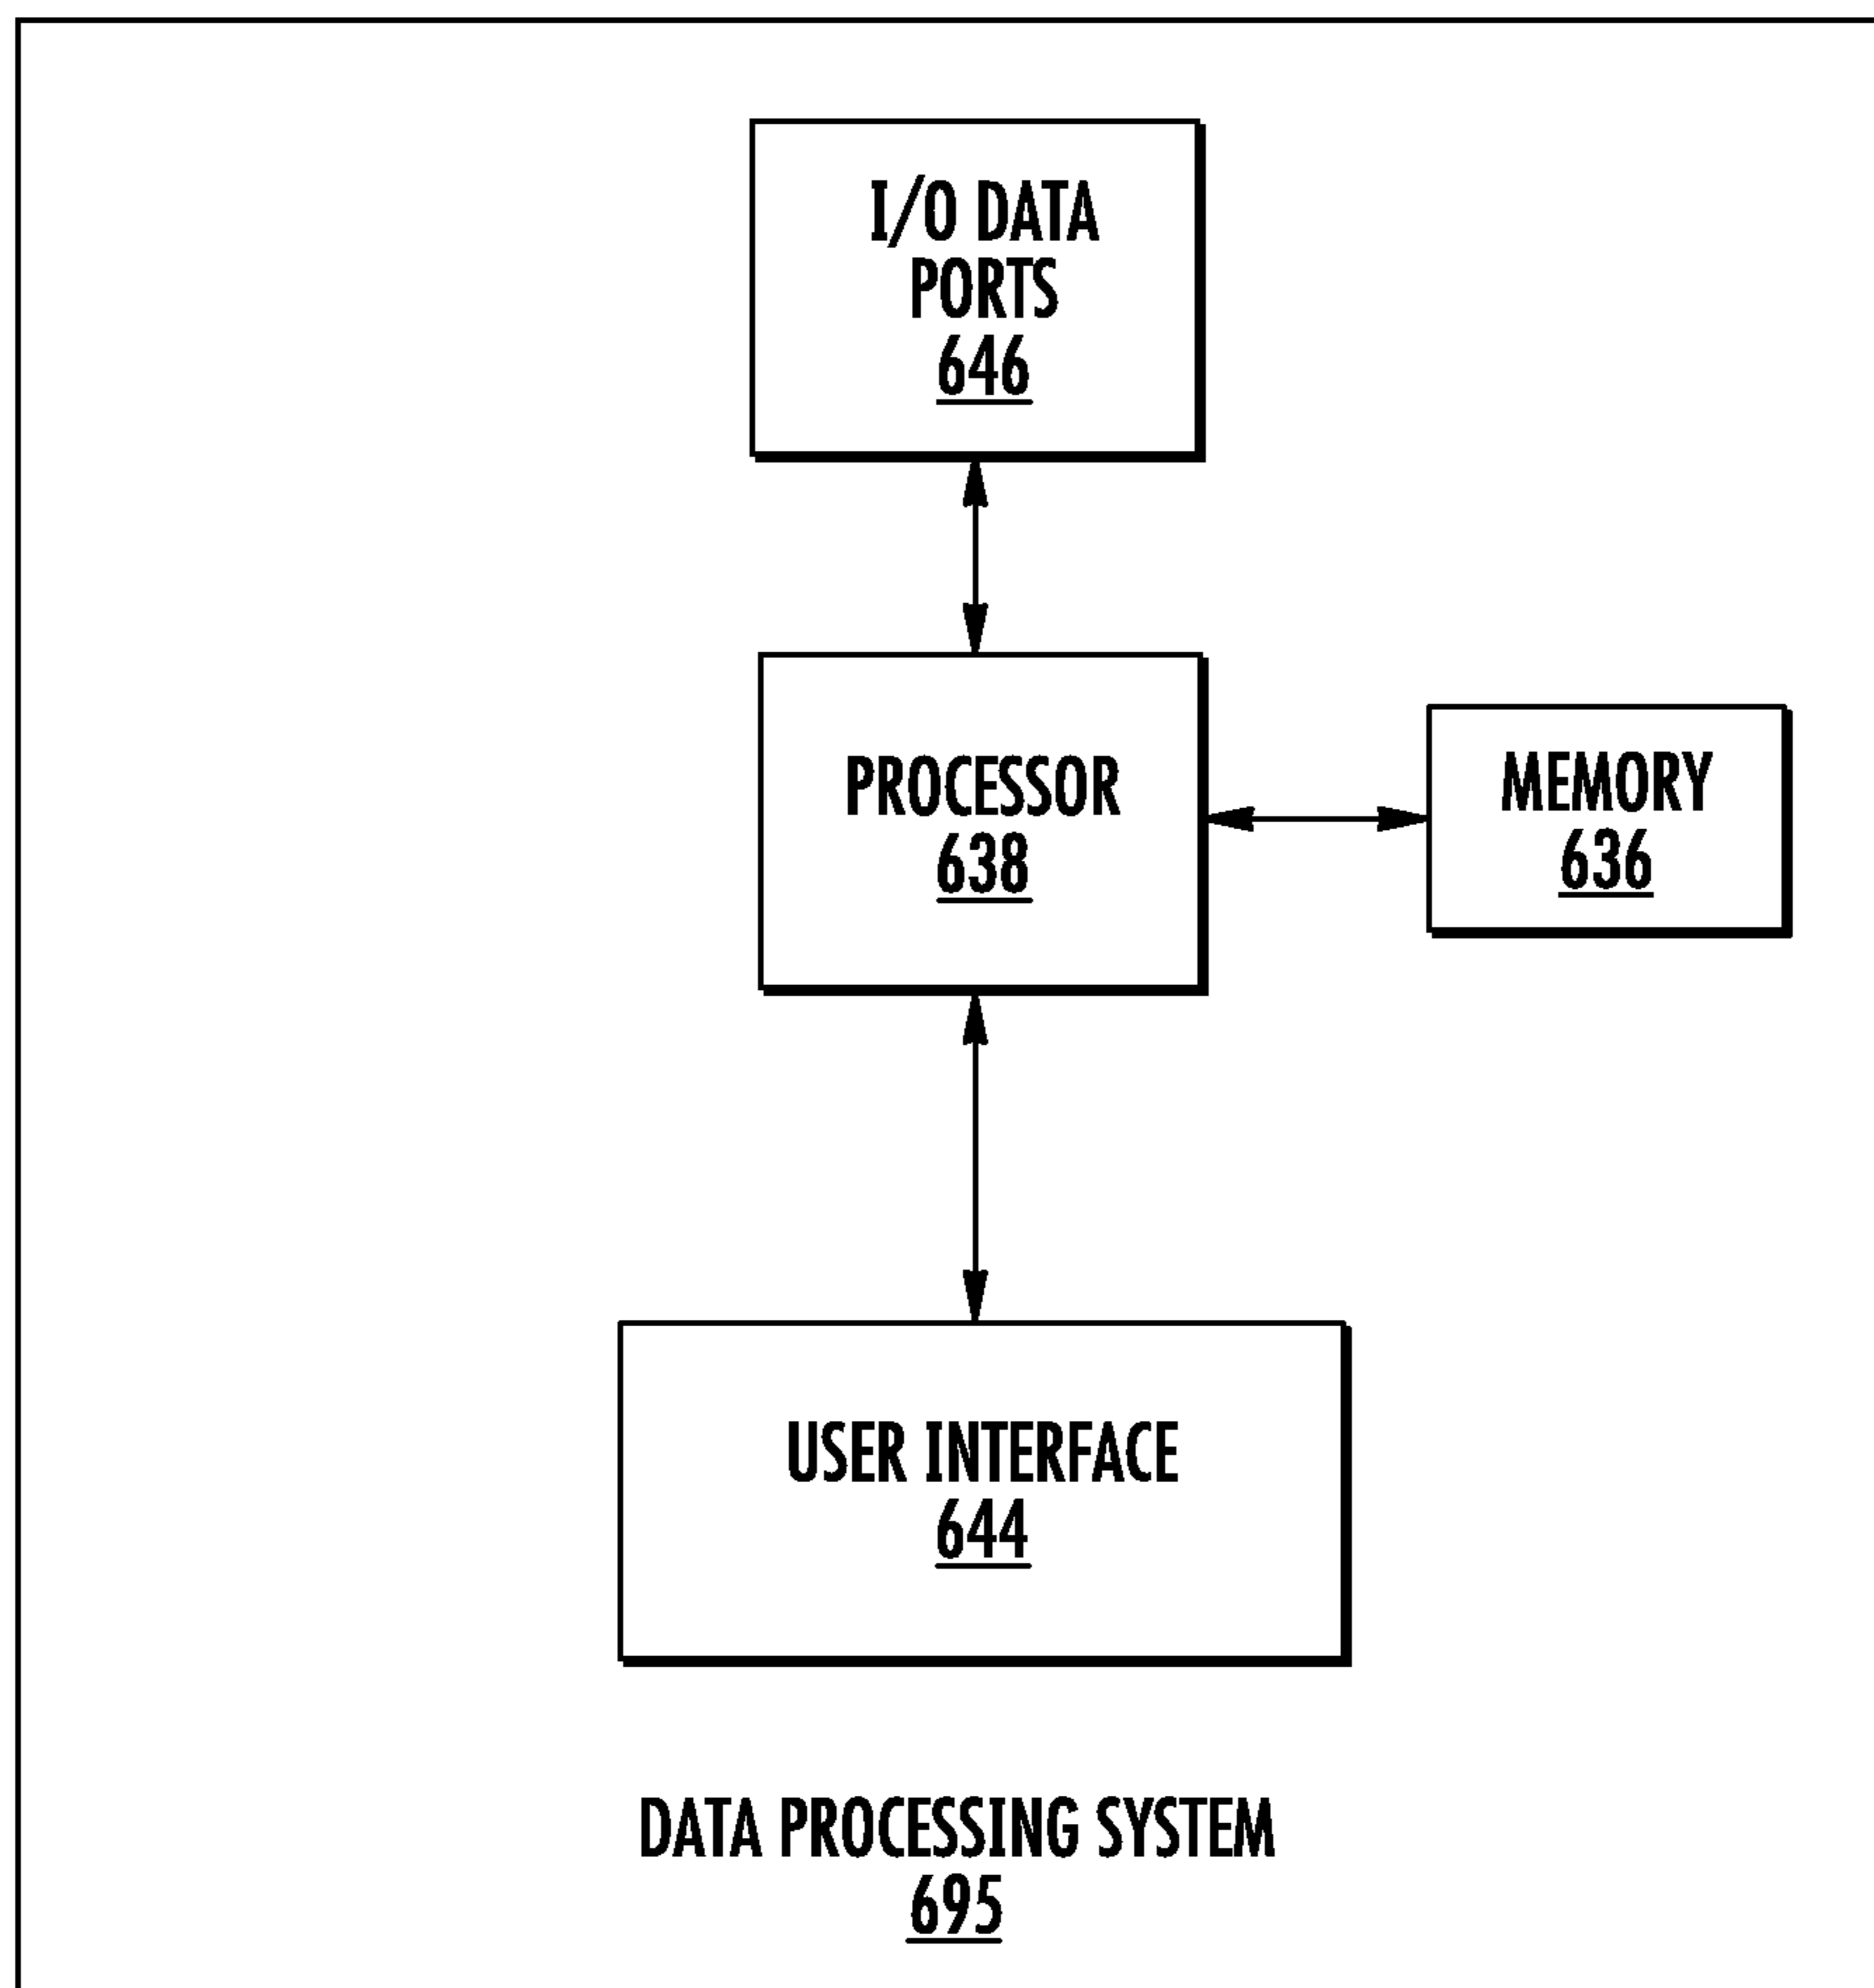 I/O DATA
PORTS
646
PROCESSOR
638
MEMORY
636
USER INTERFACE
644
DATA PROCESSING SYSTEM
695